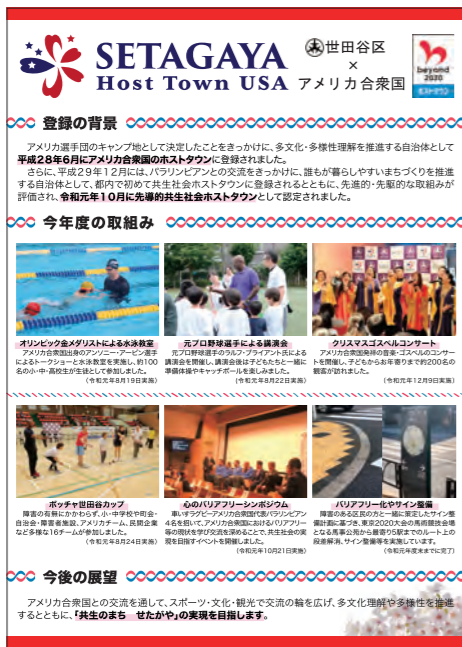 SETAGAYA
Host Town USA
世田谷区
×
アメリカ合衆国
beyond
2020
ホストタウン
登録の背景
アメリカ選手団のキャンプ地として決定したことをきっかけに、多文化・多様性理解を推進する自治体として
平成28年6月にアメリカ合衆国のホストタウンに登録されました。
さらに、平成29年12月には、パラリンピアンとの交流をきっかけに、誰もが暮らしやすいまちづくりを推進
する自治体として、都内で初めて共生社会ホストタウンに登録されるとともに、先進的・先駆的な取組みが
評価され、令和元年10月に先導的共生社会ホストタウンとして認定されました。
今年度の取組み
オリンピック金メダリストによる水泳教室
アメリカ合衆国出身のアンソニー・アービン選手
によるトークショーと水泳教室を実施し、約100
名の小・中・高校生が生徒として参加しました。
（令和元年8月19日実施）
元プロ野球選手による講演会
元プロ野球選手のラルフ・ブライアント氏による
講演会を開催し、講演会後は子どもたちと一緒に
準備体操やキャッチボールを楽しみました。
（令和元年8月22日実施）
クリスマスゴスペルコンサート
アメリカ合衆国発祥の音楽・ゴスペルのコンサー
トを開催し、子どもからお年寄りまで約200名の
観客が訪れました。
（令和元年12月9日実施）
ボッチャ世田谷カップ
障害の有無にかかわらず、小・中学校や町会・
自治会・障害者施設、アメリカチーム、民間企業
など多様な16チームが参加しました。
（令和元年8月24日実施）
心のバリアフリーシンポジウム
車いすラグビーアメリカ合衆国代表パラリンピアン
4名を招いて、アメリカ合衆国におけるバリアフリー
等の現状を学び交流を深めることで、共生社会の実
現を目指すイベントを開催しました。
（令和元年10月21日実施）
バリアフリー化やサイン整備
障害のある区民の方と一緒に策定したサイン整
備計画に基づき、東京2020大会の馬術競技会場
となる馬事公苑から最寄り5駅までのルート上の
段差解消、サイン整備等を実施しています。
（令和元年度末までに完了）
今後の展望
アメリカ合衆国との交流を通して、スポーツ・文化・観光で交流の輪を広げ、多文化理解や多様性を推進
するとともに、「共生のまち　せたがや」の実現を目指します。